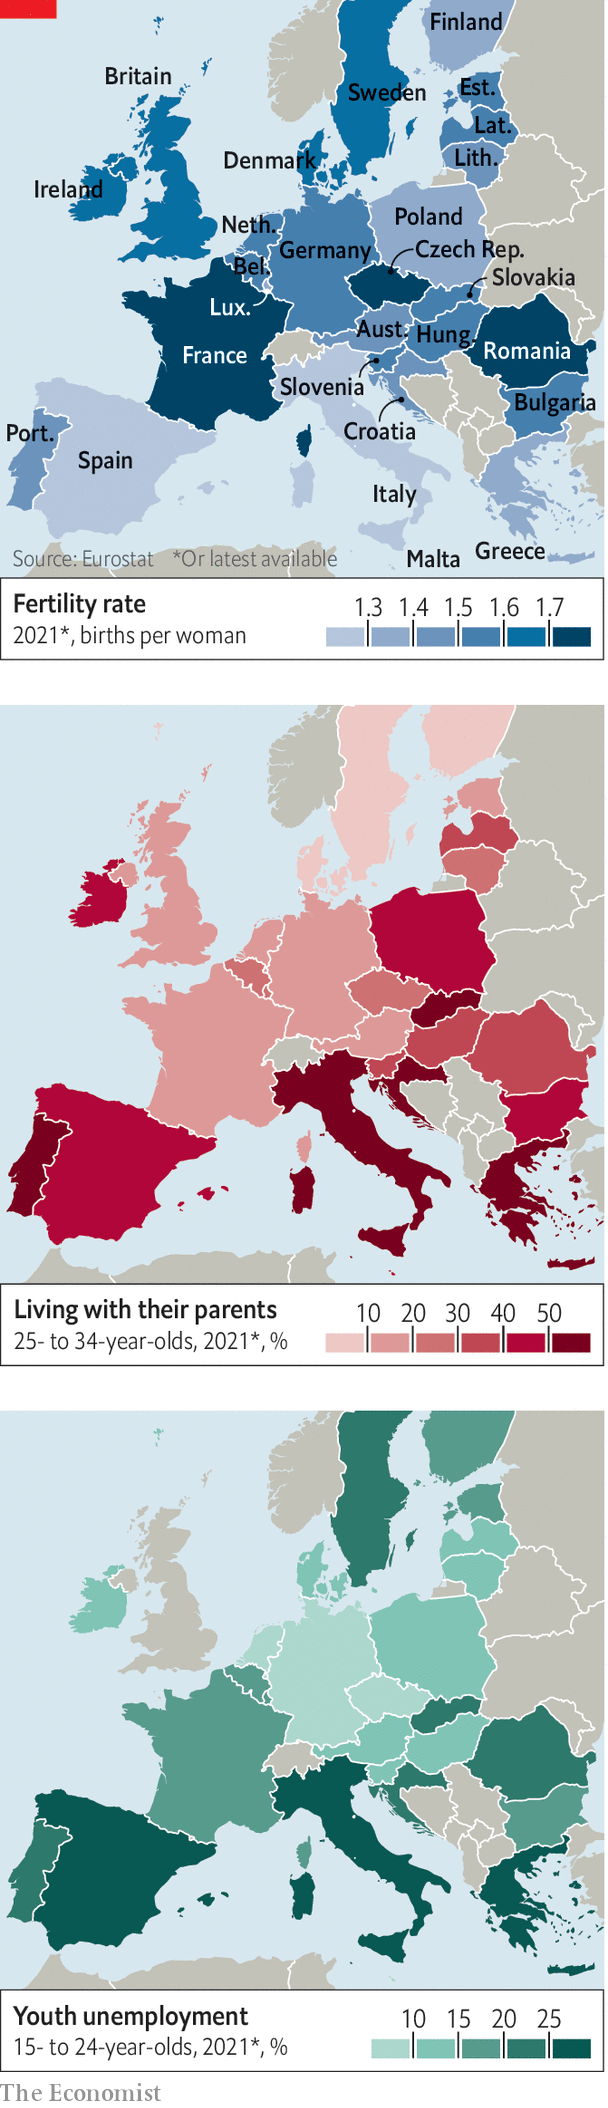 Finland
Britain
Sweden
Est.
Lat.
Denmark
Lith.
Ireland
Poland
Neth.
Germany
Czech Rep.
Bel.
Slovakia
Lux.
Aust.
Hung.
France
Romania
Slovenia
Bulgaria
Port.
Croatia
Spain
Italy
Source: Eurostat *Or latest available
Malta
Greece
Fertility rate
2021*, births per woman
1.3 1.4 1.5 1.6 1.7
Living with their parents
25- to 34-year-olds, 2021*, %
10 20 30 40 50
Youth unemployment
15- to 24-year-olds, 2021*, %
10 15 20 25
The Economist